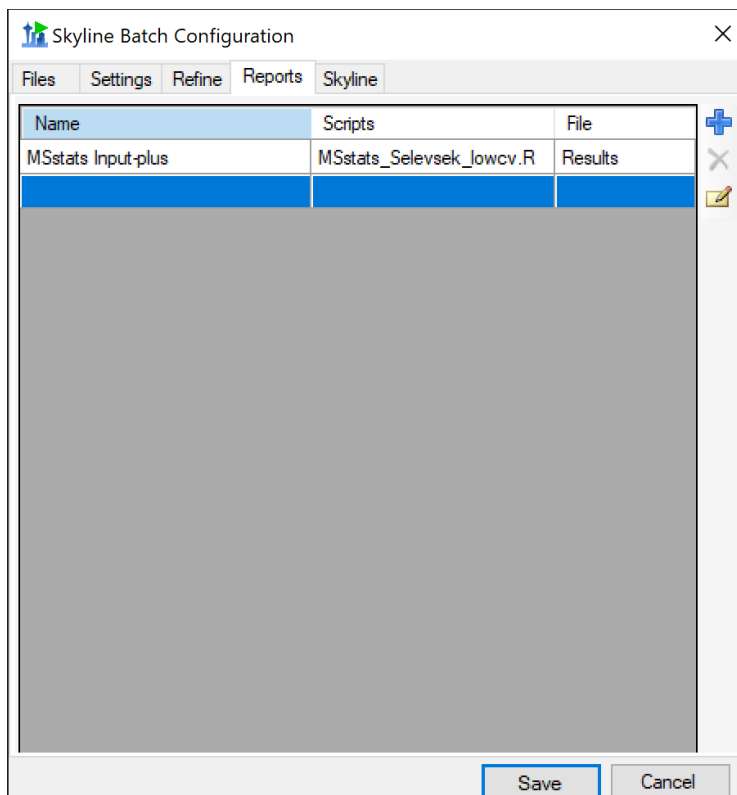 Skyline Batch Configuration
Files Settings Refine Reports Skyline
Name Scripts File
MSstats Input-plus MSstats_Selevsek_lowcv.R Results
Save Cancel